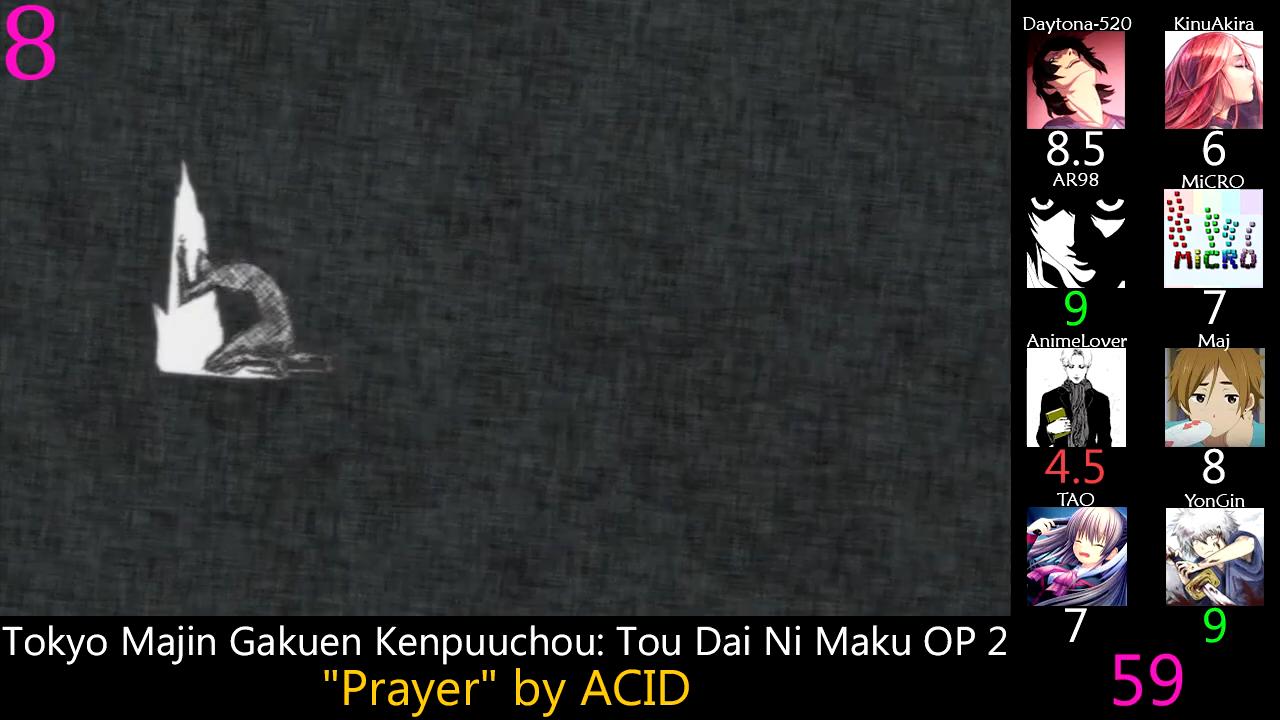 8
Daytona-520
KinuAkira
8.5
6
AR98
MiCRO
MiCRO
9
7
AnimeLover
Maj
4.5
8
TAO
YonGin
7
9
Tokyo Majin Gakuen Kenpuuchou: Tou Dai Ni Maku OP 2
"Prayer" by ACID
59